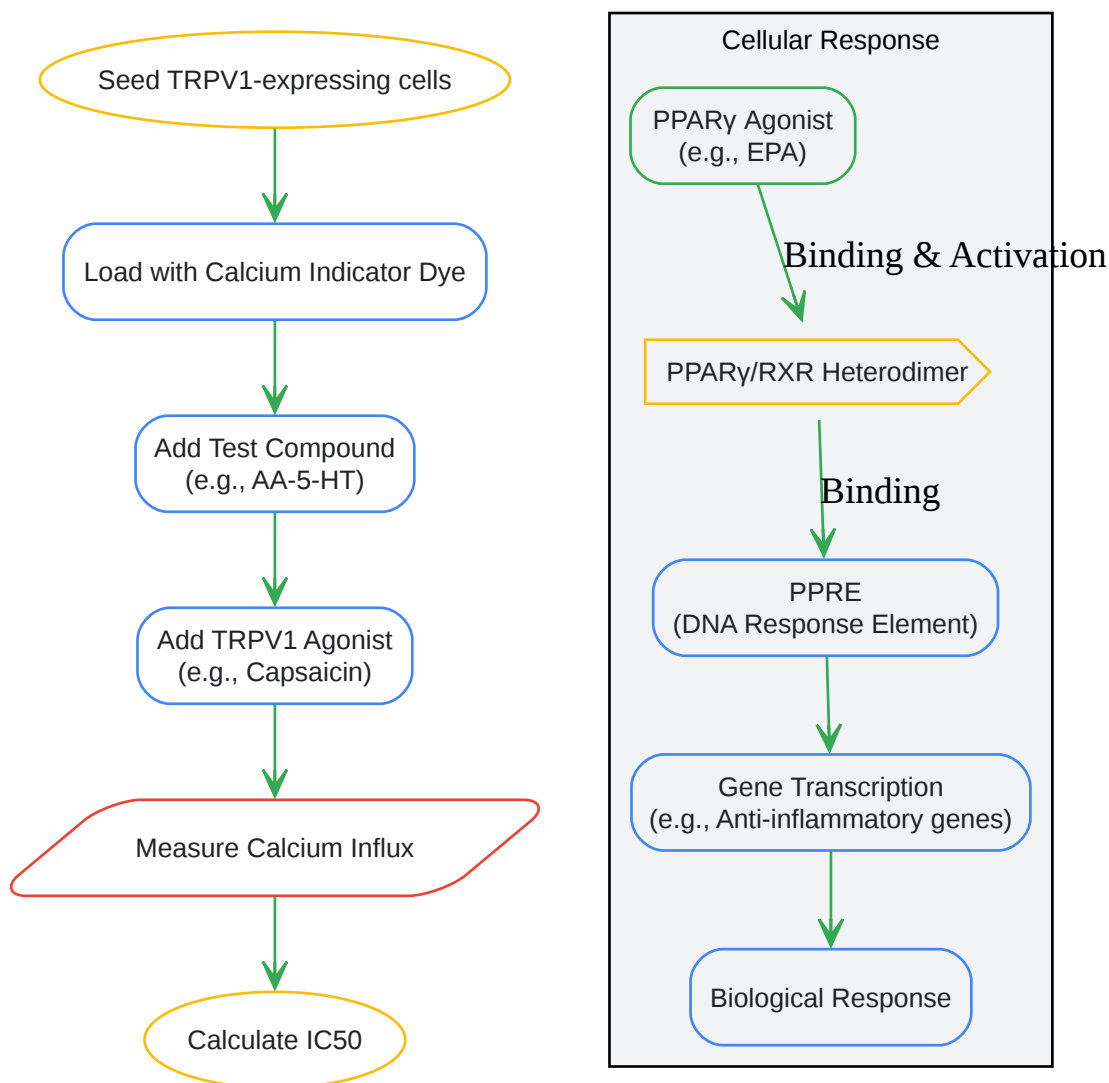 Seed TRPV1-expressing cells
Load with Calcium Indicator Dye
Add Test Compound
(e.g., AA-5-HT)
Add TRPV1 Agonist
(e.g., Capsaicin)
Measure Calcium Influx
Calculate IC50
Cellular Response
PPARγ Agonist
(e.g., EPA)
Binding & Activation
PPARγ/RXR Heterodimer
Binding
PPRE
(DNA Response Element)
Gene Transcription
(e.g., Anti-inflammatory genes)
Biological Response